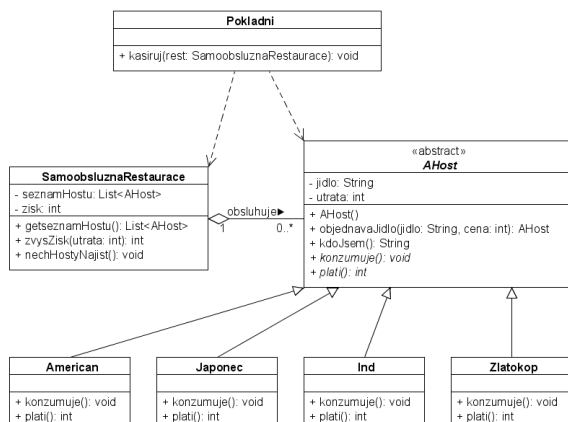 Pokladni
+ kasiruj(rest: SamoobsluznaRestaurace): void
«abstract»
AHost
- jidlo: String
- utrata: int
+ AHost()
+ objednavaJidlo(jidlo: String, cena: int): AHost
+ kdoJsem(): String
+ konzumuje(): void
+ plati(): int
SamoobsluznaRestaurace
- seznamHostu: List<AHost>
- zisk: int
+ getseznamHostu(): List<AHost>
+ zvysZisk(utrata: int): int
+ nechHostyNajist(): void
obsluhuje
1
0..*
American
+ konzumuje(): void
+ plati(): int
Japonec
+ konzumuje(): void
+ plati(): int
Ind
+ konzumuje(): void
+ plati(): int
Zlatokop
+ konzumuje(): void
+ plati(): int